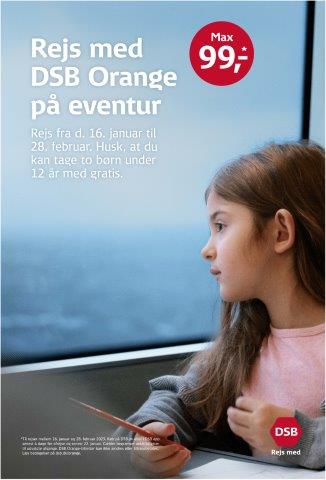 Max
99,-*
Rejs med
DSB Orange
på eventur
Rejs fra d. 16. januar til
28. februar. Husk, at du
kan tage to børn under
12 år med gratis.
DSB
Rejs med